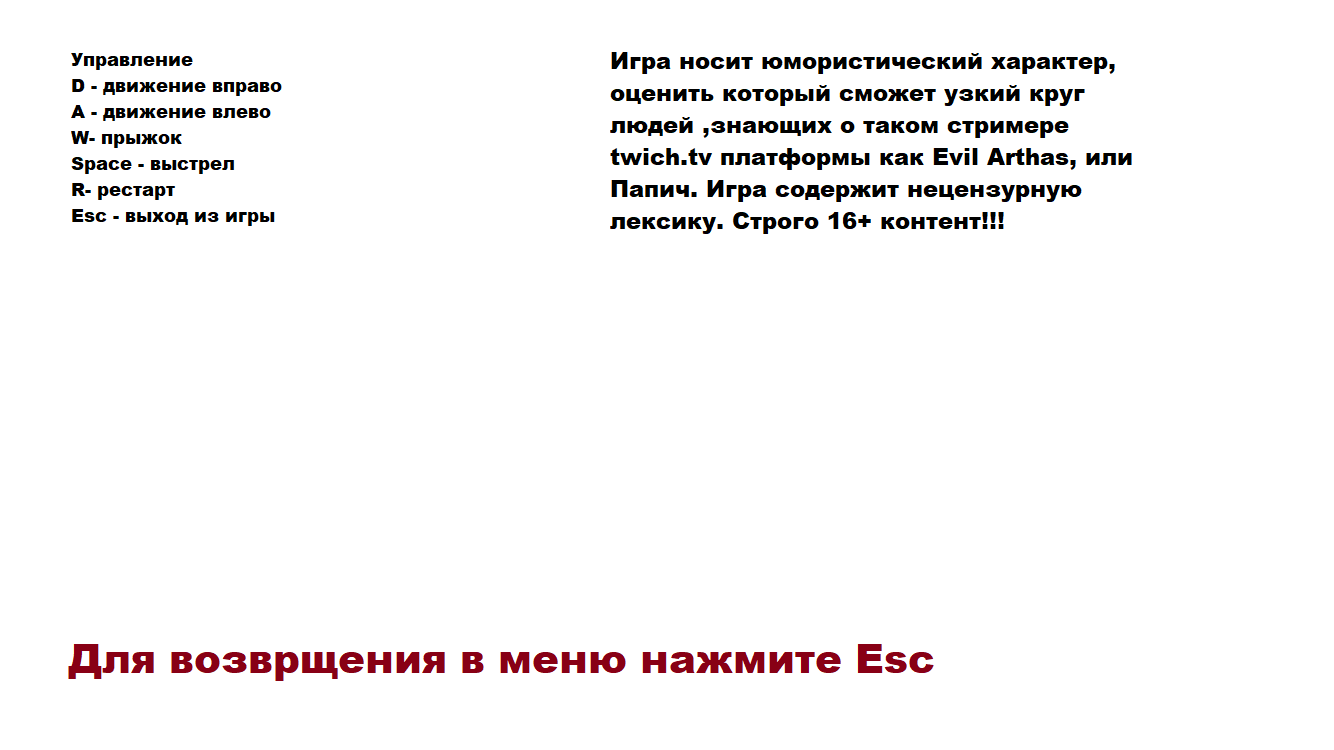 Управление
D - движение вправо
A - движение влево
W- прыжок
Space - выстрел
R- рестарт
Esc - выход из игры
Игра носит юмористический характер,
оценить который сможет узкий круг
людей ,знающих о таком стримере
twich.tv платформы как Evil Arthas, или
Папич. Игра содержит нецензурную
лексику. Строго 16+ контент!!!
Для возврщения в меню нажмите Esc